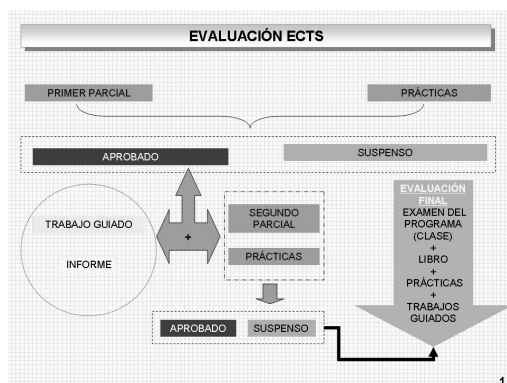 EVALUACIÓN ECTS
PRIMER PARCIAL
PRÁCTICAS
APROBADO
SUSPENSO
TRABAJO GUIADO
INFORME
+
SEGUNDO
PARCIAL
PRÁCTICAS
APROBADO
SUSPENSO
EVALUACIÓN
FINAL
EXAMEN DEL
PROGRAMA
(CLASE)
+
LIBRO
+
PRÁCTICAS
+
TRABAJOS
GUIADOS
1